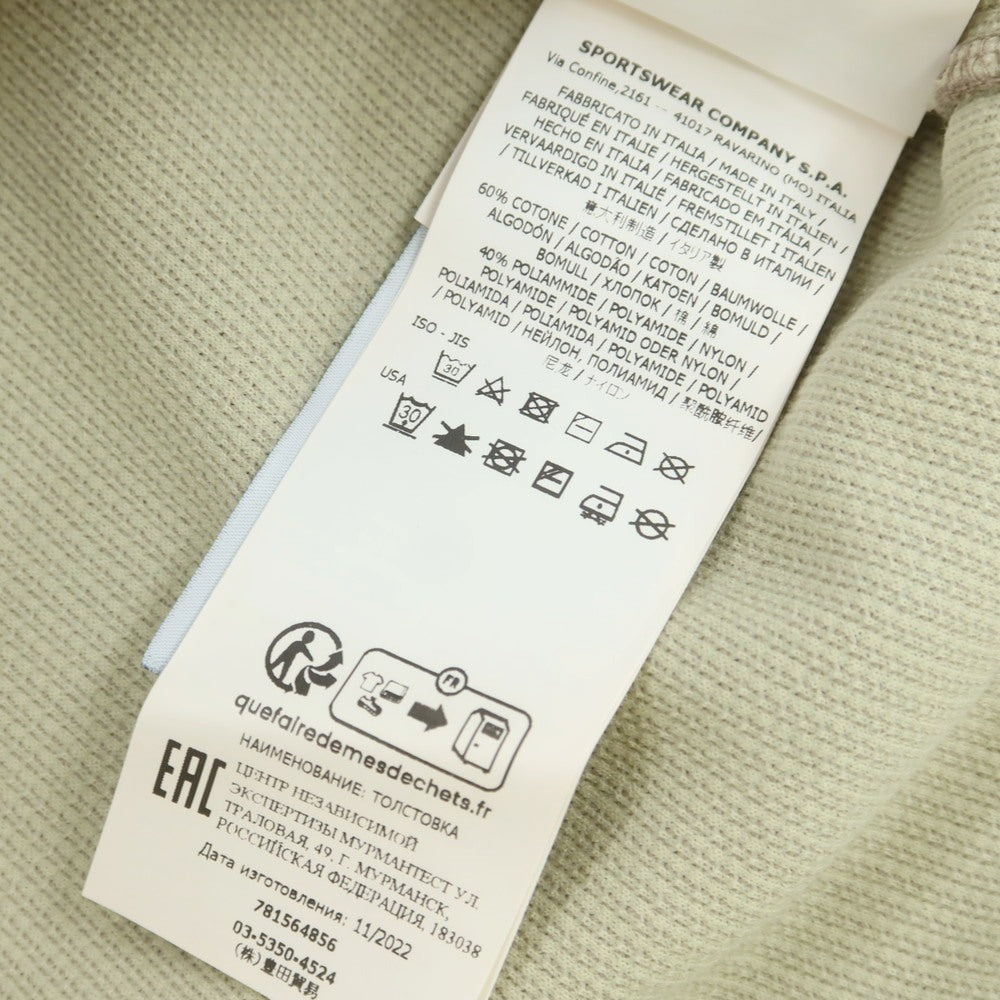 SPORTSWEAR COMPANY S.P.A.
Via Confine,2161 -- 41017 RAVARINO (MO) ITALIA
FABBRICATO IN ITALIA / MADE IN ITALY /
FABRIQUÉ EN ITALIE / HERGESTELLT IN ITALIEN /
HECHO EN ITALIA / FABRICADO EM ITÁLIA /
VERVAARDIGD IN ITALIË / FREMSTILLET I ITALIEN
/ TILLVERKAD I ITALIEN / СДЕЛАНО В ИТАЛИИ /
意大利制造 / イタリア製
60% COTONE / COTTON / COTON / BAUMWOLLE /
ALGODÓN / ALGODÃO / KATOEN / BOMULD /
BOMULL / ХЛОПОК / 棉 / 綿
40% POLIAMMIDE / POLYAMIDE / NYLON /
POLYAMIDE / POLYAMID ODER NYLON /
POLIAMIDA / POLIAMIDA / POLYAMIDE / POLYAMID
/ POLYAMID / НЕЙЛОН, ПОЛИАМИД / 聚酰胺纤维/
尼龙 / ナイロン
ISO - JIS
30
USA
30
FR
quefairedemesdechets.fr
EAC
НАИМЕНОВАНИЕ: ТОЛСТОВКА
ЦЕНТР НЕЗАВИСИМОЙ
ЭКСПЕРТИЗЫ МУРМАНТЕСТ УЛ.
ТРАЛОВАЯ, 49, Г. МУРМАНСК,
РОССИЙСКАЯ ФЕДЕРАЦИЯ, 183038
Дата изготовления: 11/2022
781564856
03-5350-4524
(株)豊田貿易